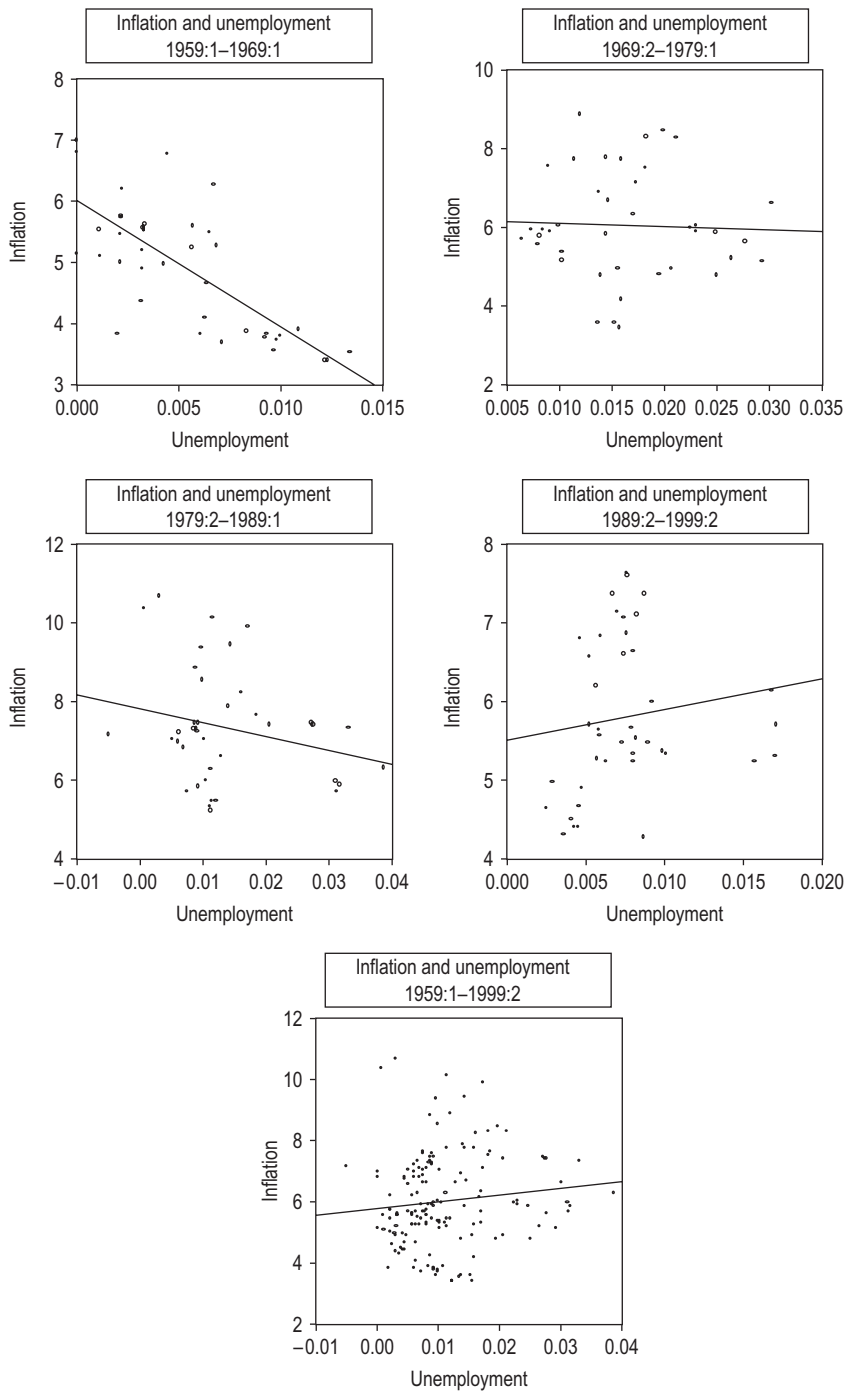 Inflation and unemployment
1959:1–1969:1
8
7
6
5
4
3
Inflation
0.000 0.005 0.010 0.015
Unemployment
Inflation and unemployment
1969:2–1979:1
10
8
6
4
2
Inflation
0.005 0.010 0.015 0.020 0.025 0.030 0.035
Unemployment
Inflation and unemployment
1979:2–1989:1
12
10
8
6
4
Inflation
–0.01 0.00 0.01 0.02 0.03 0.04
Unemployment
Inflation and unemployment
1989:2–1999:2
8
7
6
5
4
Inflation
0.000 0.005 0.010 0.015 0.020
Unemployment
Inflation and unemployment
1959:1–1999:2
12
10
8
6
4
2
Inflation
–0.01 0.00 0.01 0.02 0.03 0.04
Unemployment